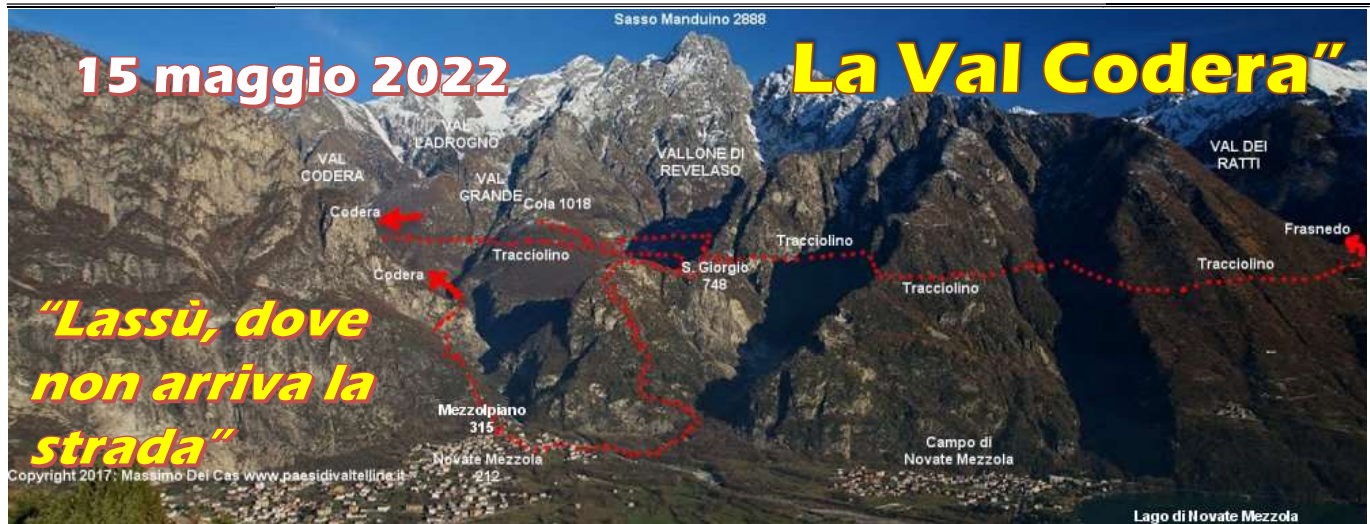 Sasso Manduino 2888
15 maggio 2022
La Val Codera”
VAL
LADROGNO
VAL
CODERA
VALLONE DI
REVELASO
VAL DEI
RATTI
VAL
GRANDE
Cola 1018
Codera
Frasnedo
Tracciolino
Tracciolino
S. Giorgio
748
Tracciolino
Tracciolino
Codera
“Lassù, dove
non arriva la
strada”
Mezzolpiano
315
Novate Mezzola
212
Campo di
Novate Mezzola
Copyright 2017: Massimo Dei Cas www.paesidivaltellina.it
Lago di Novate Mezzola